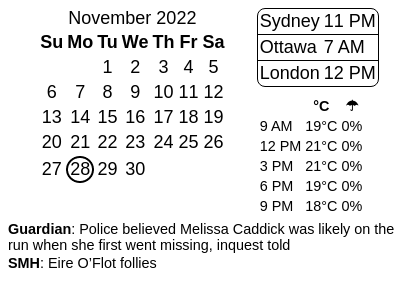 November 2022
Su Mo Tu We Th Fr Sa
1 2 3 4 5
6 7 8 9 10 11 12
13 14 15 16 17 18 19
20 21 22 23 24 25 26
27 28 29 30
Sydney 11 PM
Ottawa 7 AM
London 12 PM
°C ☂
9 AM 19°C 0%
12 PM 21°C 0%
3 PM 21°C 0%
6 PM 19°C 0%
9 PM 18°C 0%
Guardian: Police believed Melissa Caddick was likely on the
run when she first went missing, inquest told
SMH: Eire O’Flot follies